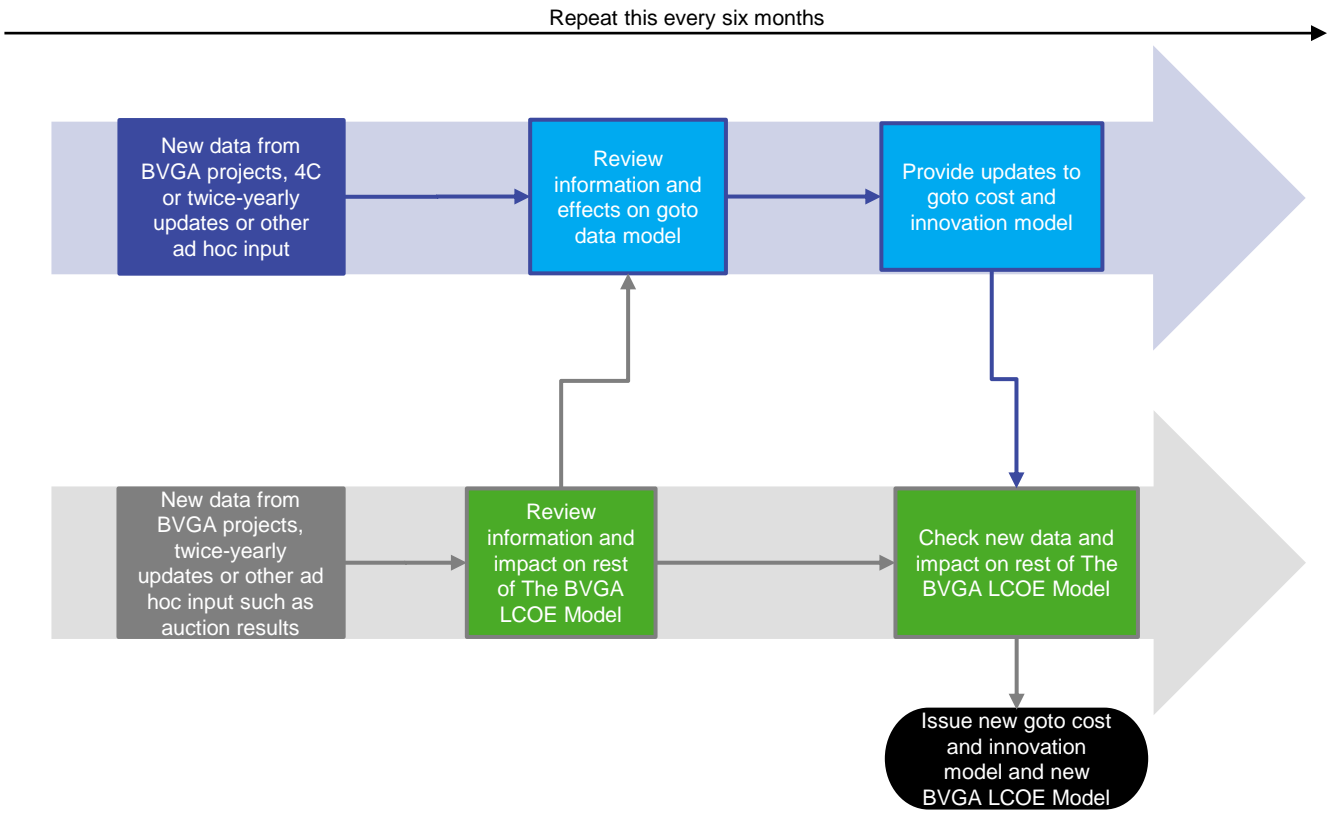 Repeat this every six months
New data from
BVGA projects, 4C
or twice-yearly
updates or other
ad hoc input
Review
information and
effects on goto
data model
Provide updates to
goto cost and
innovation model
New data from
BVGA projects,
twice-yearly
updates or other ad
hoc input such as
auction results
Review
information and
impact on rest
of The BVGA
LCOE Model
Check new data and
impact on rest of The
BVGA LCOE Model
Issue new goto cost
and innovation
model and new
BVGA LCOE Model